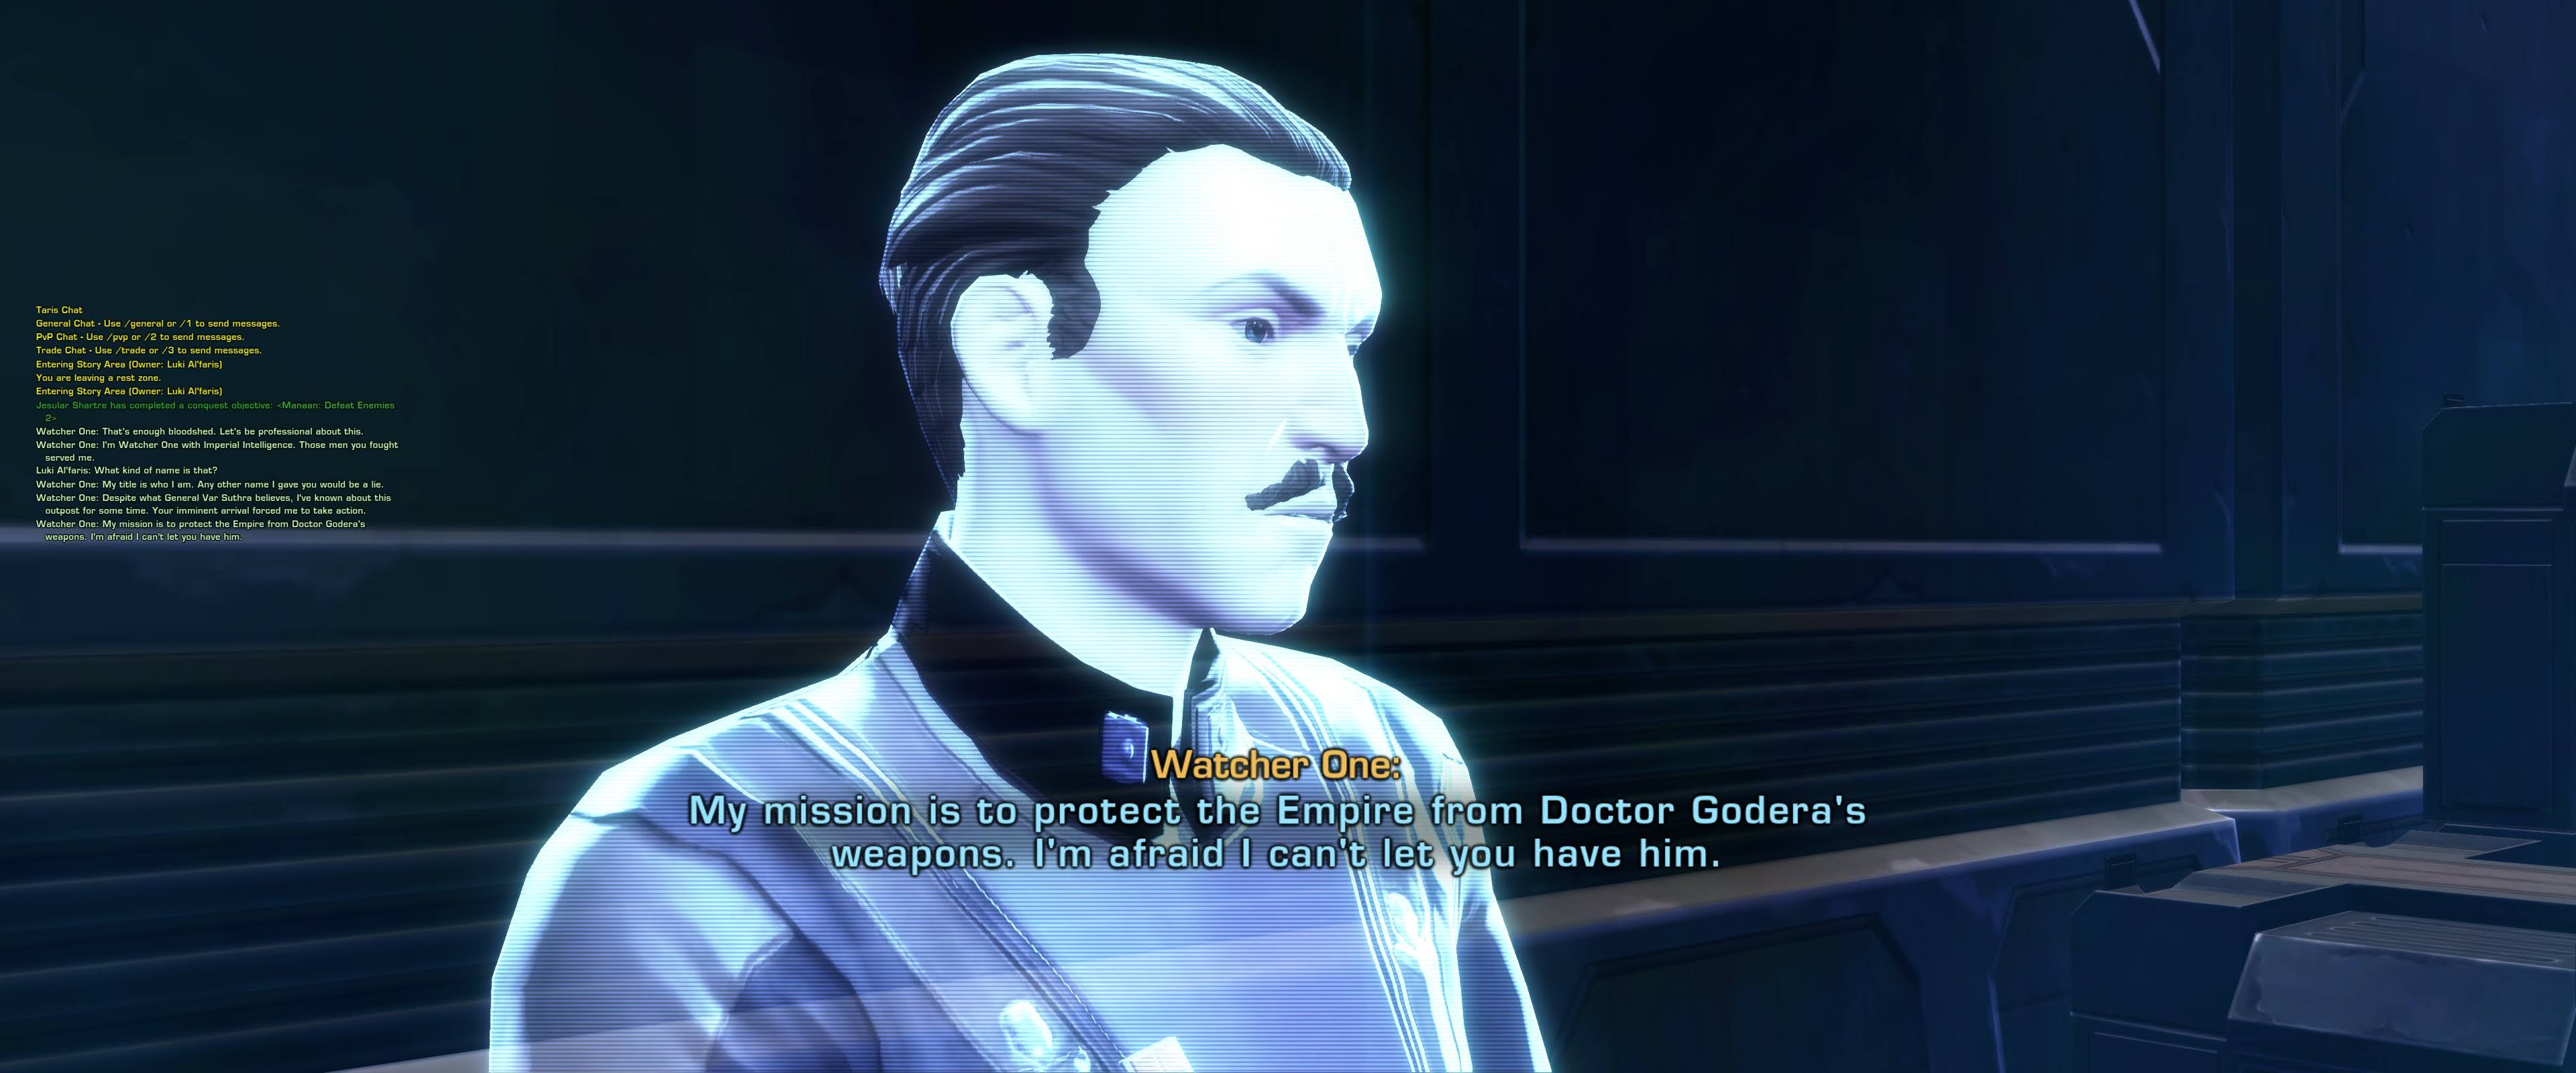 Taris Chat
General Chat - Use /general or /1 to send messages.
PvP Chat - Use /pvp or /2 to send messages.
Trade Chat - Use /trade or /3 to send messages.
Entering Story Area (Owner: Luki Al'faris)
You are leaving a rest zone.
Entering Story Area (Owner: Luki Al'faris)
Jesular Shartre has completed a conquest objective: <Manaan: Defeat Enemies
2>
Watcher One: That's enough bloodshed. Let's be professional about this.
Watcher One: I'm Watcher One with Imperial Intelligence. Those men you fought
served me.
Luki Al'faris: What kind of name is that?
Watcher One: My title is who I am. Any other name I gave you would be a lie.
Watcher One: Despite what General Var Suthra believes, I've known about this
outpost for some time. Your imminent arrival forced me to take action.
Watcher One: My mission is to protect the Empire from Doctor Godera's
weapons. I'm afraid I can't let you have him.
Watcher One:
My mission is to protect the Empire from Doctor Godera's
weapons. I'm afraid I can't let you have him.